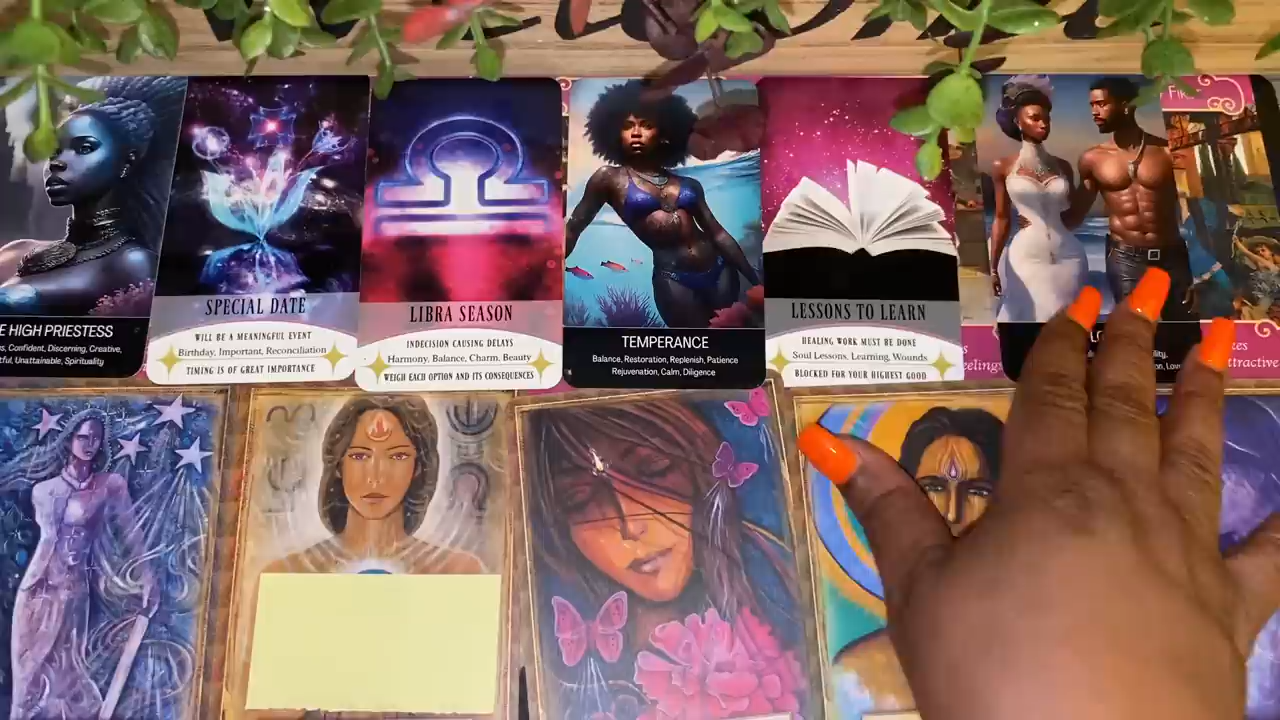 E HIGH PRIESTESS
s, Confident, Discerning, Creative,
tful, Unattainable, Spirituality
SPECIAL DATE
WILL BE A MEANINGFUL EVENT
Birthday, Important, Reconciliation
TIMING IS OF GREAT IMPORTANCE
LIBRA SEASON
INDECISION CAUSING DELAYS
Harmony, Balance, Charm, Beauty
WEIGH EACH OPTION AND ITS CONSEQUENCES
TEMPERANCE
Balance, Restoration, Replenish, Patience
Rejuvenation, Calm, Diligence
LESSONS TO LEARN
HEALING WORK MUST BE DONE
Soul Lessons, Learning, Wounds
BLOCKED FOR YOUR HIGHEST GOOD